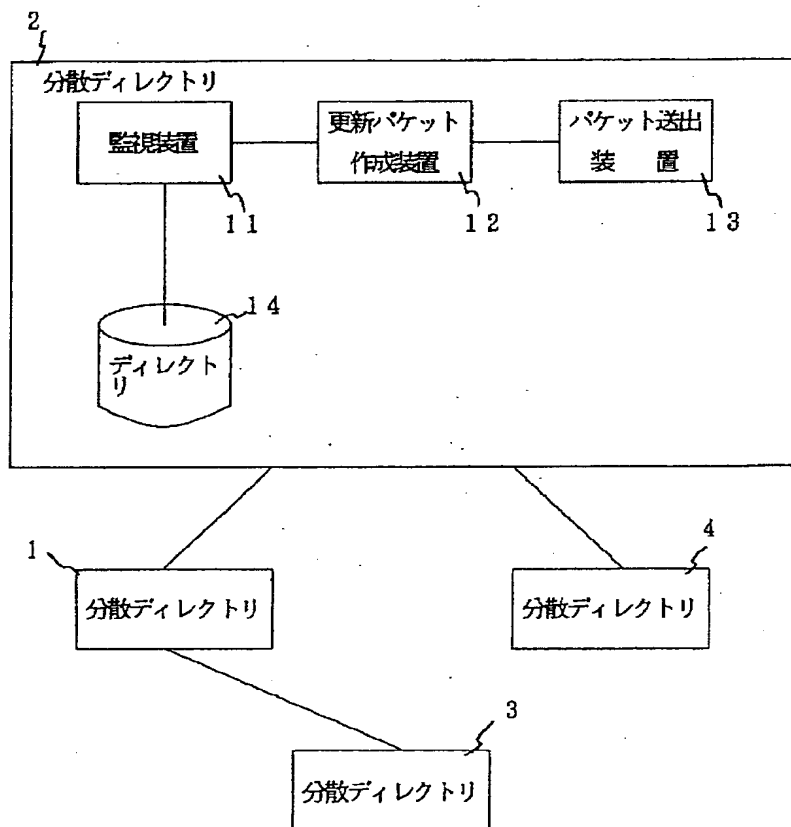 2
分散ディレクトリ
監視装置
更新パケット
作成装置
パケット送出
装 置
11
12
13
14
ディレクト
リ
1
4
分散ディレクトリ
分散ディレクトリ
3
分散ディレクトリ